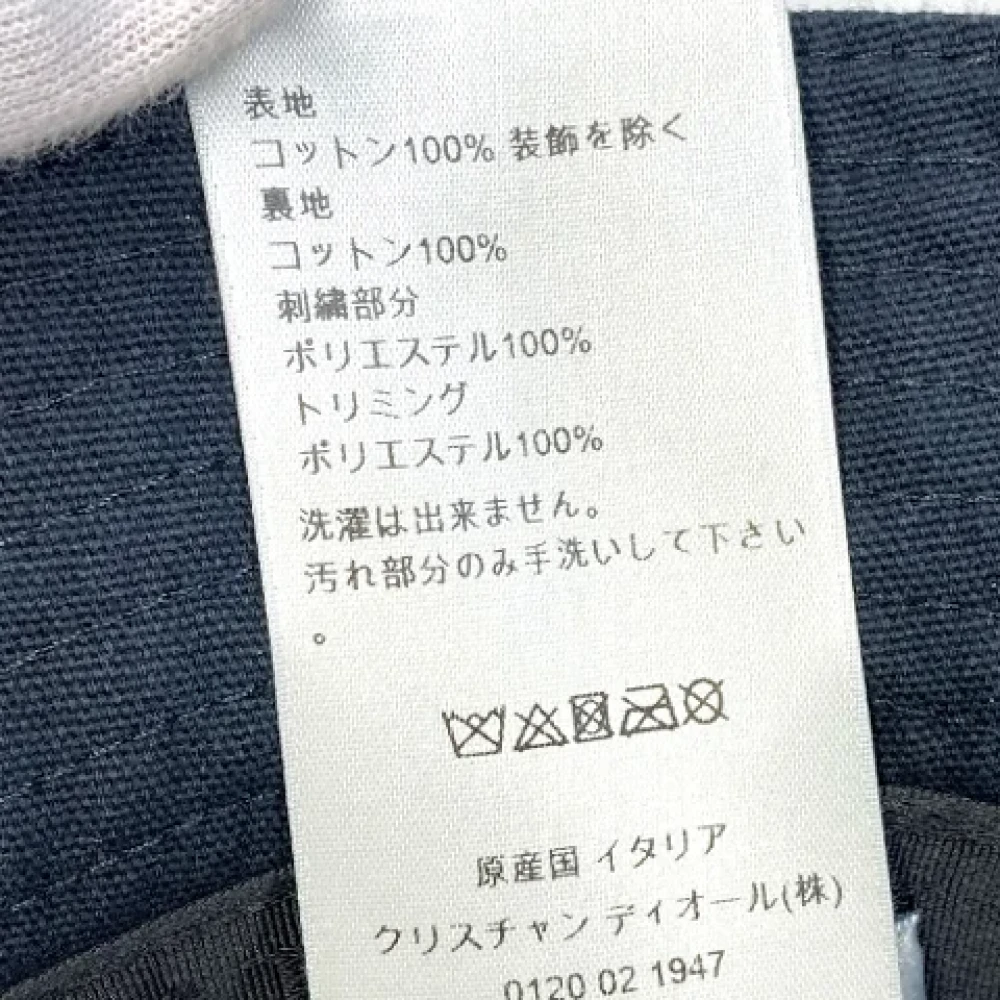 表地
コットン100% 装飾を除く
裏地
コットン100%
刺繍部分
ポリエステル100%
トリミング
ポリエステル100%
洗濯は出来ません。
汚れ部分のみ手洗いして下さい
。
原産国 イタリア
クリスチャン ディオール(株)
0120 02 1947